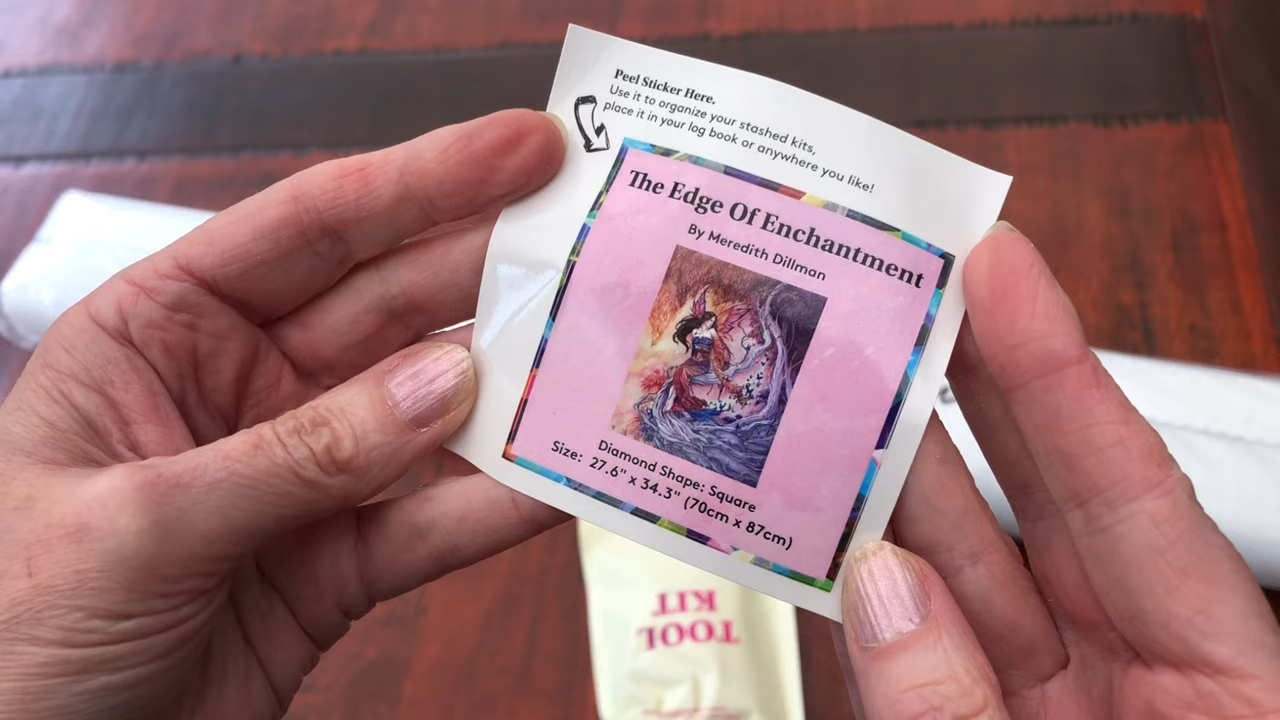 Peel Sticker Here.
Use it to organize your stashed kits,
place it in your log book or anywhere you like!
The Edge Of Enchantment
By Meredith Dillman
Diamond Shape: Square
Size: 27.6" x 34.3" (70cm x 87cm)
TOOL
KIT